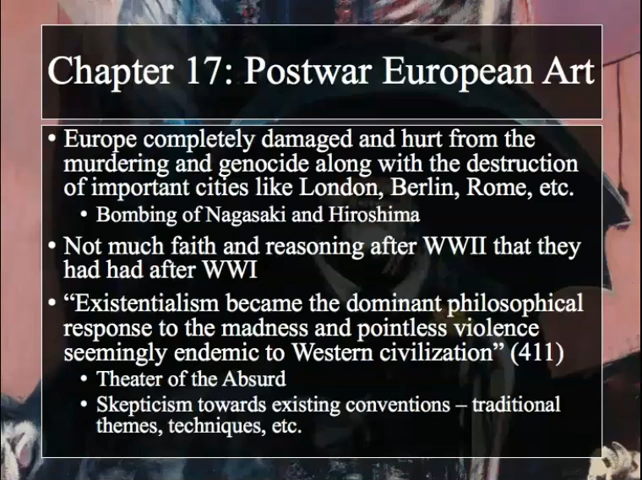 Chapter 17: Postwar European Art
• Europe completely damaged and hurt from the
murdering and genocide along with the destruction
of important cities like London, Berlin, Rome, etc.
• Bombing of Nagasaki and Hiroshima
• Not much faith and reasoning after WWII that they
had had after WWI
• “Existentialism became the dominant philosophical
response to the madness and pointless violence
seemingly endemic to Western civilization” (411)
• Theater of the Absurd
• Skepticism towards existing conventions – traditional
themes, techniques, etc.